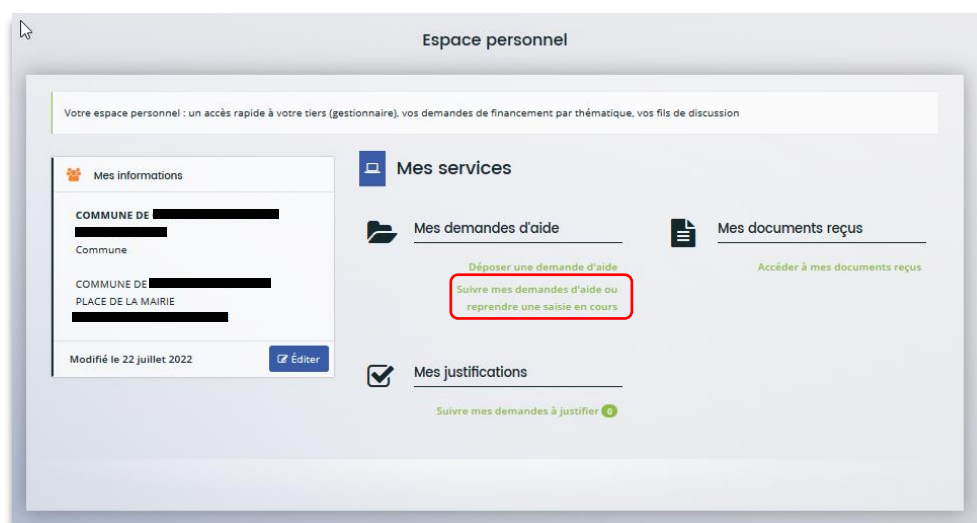 Espace personnel
Votre espace personnel : un accès rapide à votre tiers (gestionnaire), vos demandes de financement par thématique, vos fils de discussion
Mes informations
COMMUNE DE
Commune
COMMUNE DE
PLACE DE LA MAIRIE
Modifié le 22 juillet 2022
Éditer
Mes services
Mes demandes d'aide
Déposer une demande d'aide
Suivre mes demandes d'aide ou
reprendre une saisie en cours
Mes documents reçus
Accéder à mes documents reçus
Mes justifications
Suivre mes demandes à justifier 0